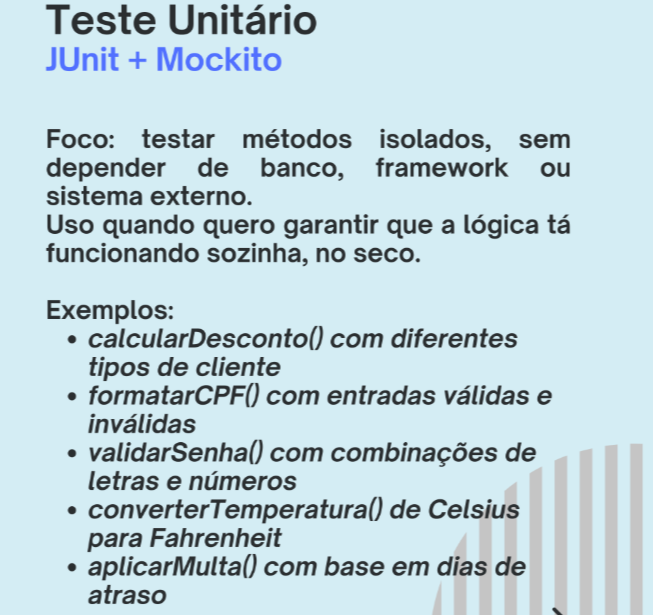 Teste Unitário
JUnit + Mockito
Foco: testar métodos isolados, sem
depender de banco, framework ou
sistema externo.
Uso quando quero garantir que a lógica tá
funcionando sozinha, no seco.
Exemplos:
• calcularDesconto() com diferentes
tipos de cliente
• formatarCPF() com entradas válidas e
inválidas
• validarSenha() com combinações de
letras e números
• converterTemperatura() de Celsius
para Fahrenheit
• aplicarMulta() com base em dias de
atraso